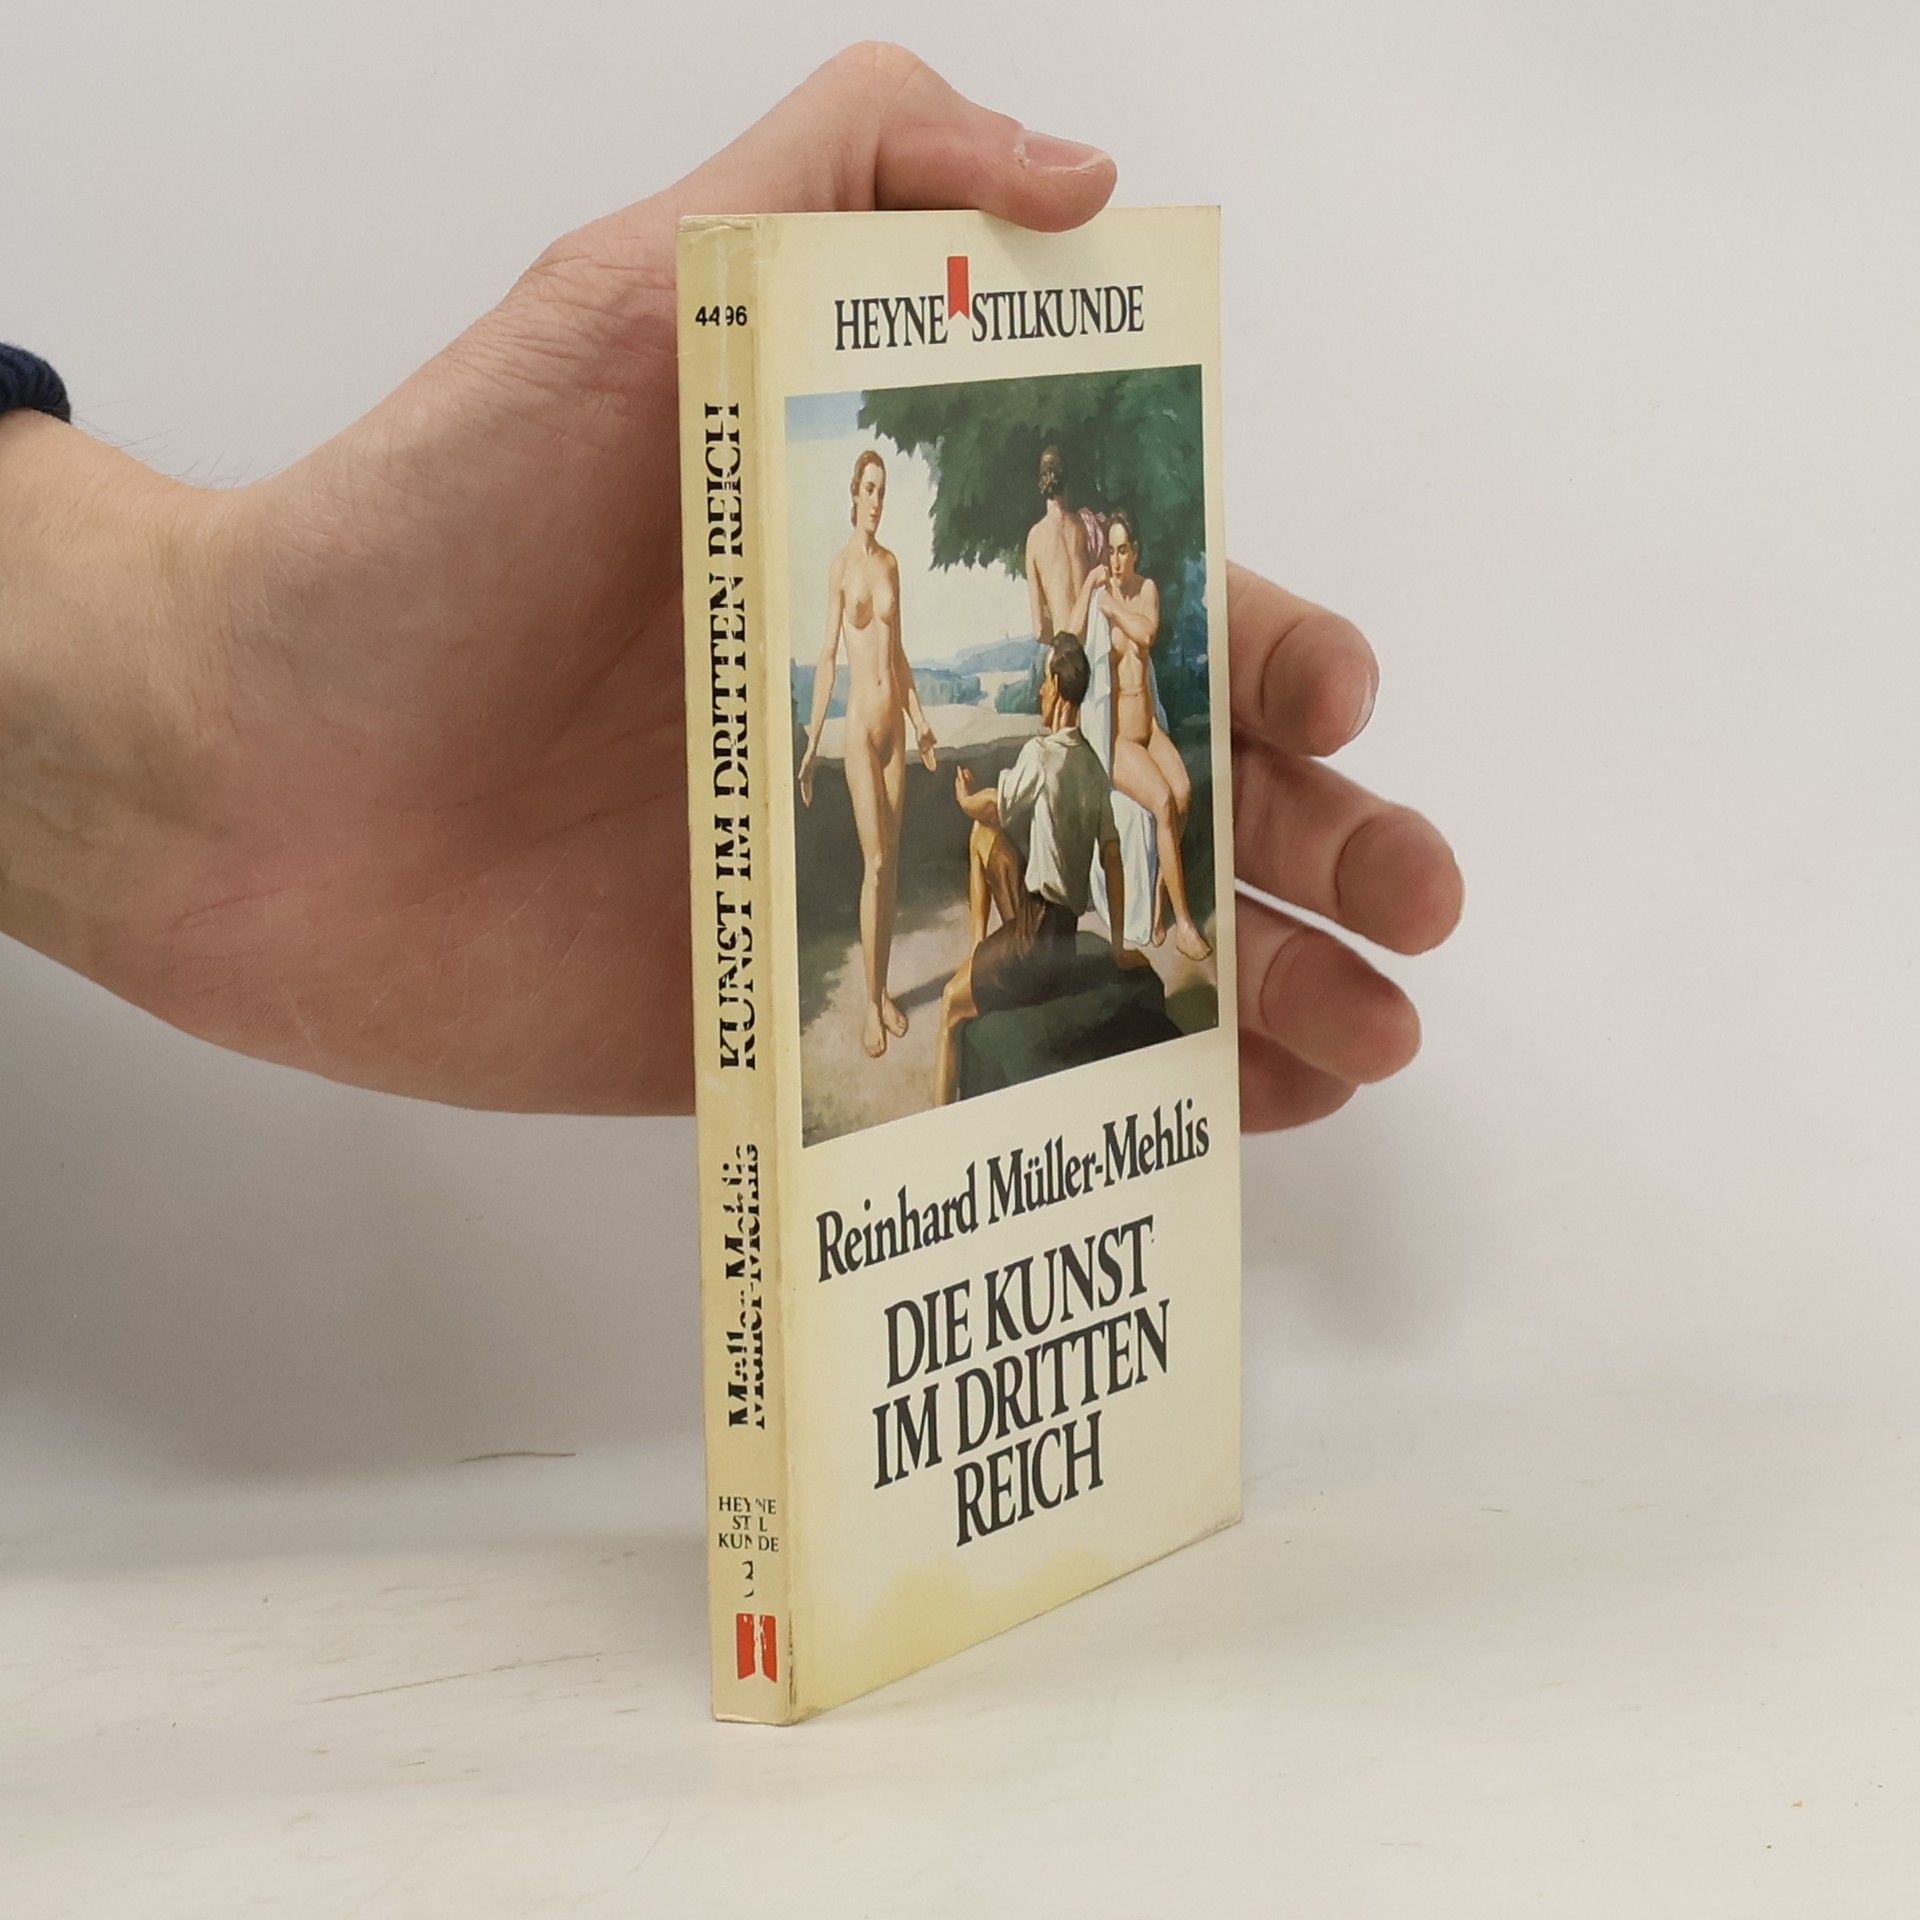 4496
KUNST IM DRITTEN REICH
Müller-Mehlis
HEYNE
STIL
KUNDE
HEYNE STILKUNDE
Reinhard Müller-Mehlis
DIE KUNST
IM DRITTEN
REICH